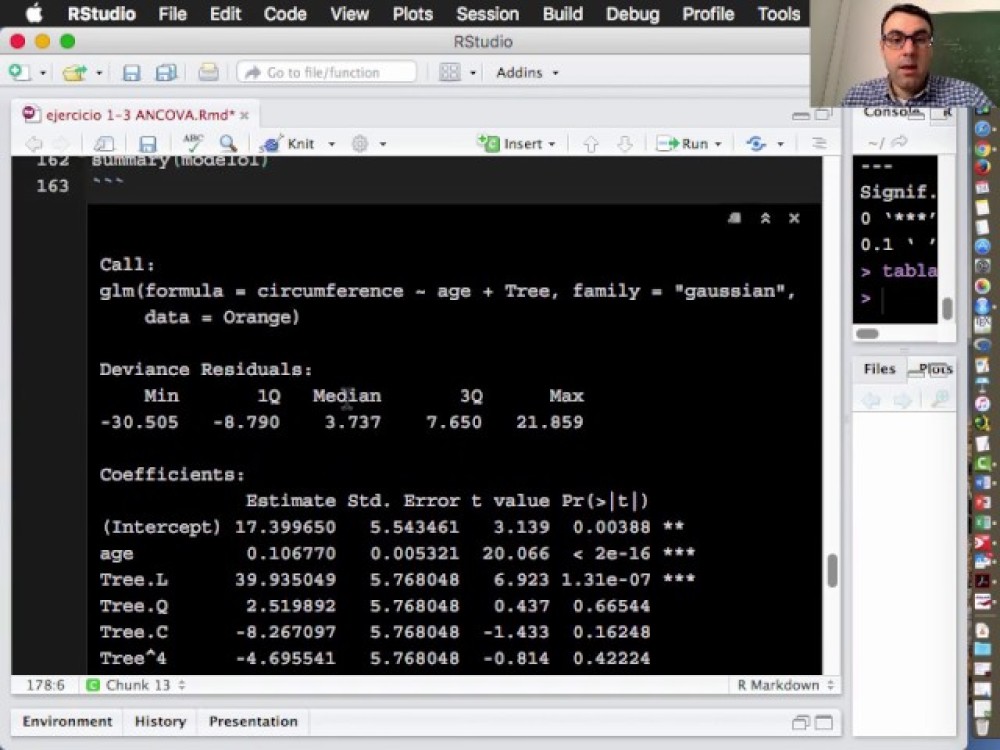 RStudio File Edit Code View Plots Session Build Debug Profile Tools
RStudio
Go to file/function Addins
ejercicio 1-3 ANCOVA.Rmd*
Console
ABC Knit Insert Run ~/
162 summary(modelo1)
163 ```
---
Signif.
0 '***'
0.1 ' '
> tabla
>
Call:
glm(formula = circumference ~ age + Tree, family = "gaussian",
data = Orange)
Deviance Residuals:
Min 1Q Median 3Q Max
-30.505 -8.790 3.737 7.650 21.859
Files Plots
Coefficients:
Estimate Std. Error t value Pr(>|t|)
(Intercept) 17.399650 5.543461 3.139 0.00388 **
age 0.106770 0.005321 20.066 < 2e-16 ***
Tree.L 39.935049 5.768048 6.923 1.31e-07 ***
Tree.Q 2.519892 5.768048 0.437 0.66544
Tree.C -8.267097 5.768048 -1.433 0.16248
Tree^4 -4.695541 5.768048 -0.814 0.42224
178:6 C Chunk 13 R Markdown
Environment History Presentation